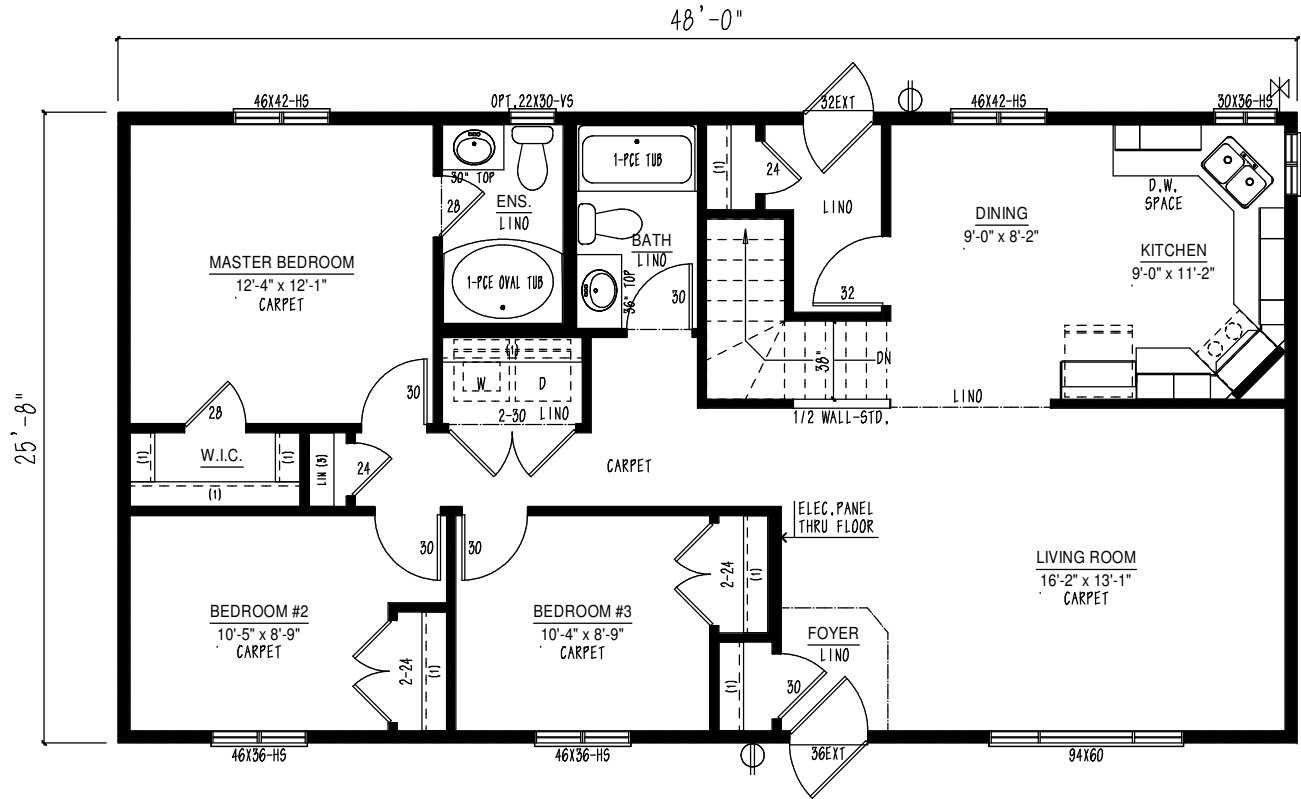 48'-0"
46X42-HS
OPT.22X30-VS
32EXT
46X42-HS
30X36-HS
1-PCE TUB
(1)
24
30" TOP
28
ENS.
LINO
LINO
D.W.
SPACE
DINING
9'-0" x 8'-2"
BATH
LINO
KITCHEN
9'-0" x 11'-2"
MASTER BEDROOM
12'-4" x 12'-1"
CARPET
1-PCE OVAL TUB
36" TOP
30
32
(1)
W
D
38"
DN
30
2-30
LINO
28
LINO
1/2 WALL-STD.
25'-8"
(1)
W.I.C.
(1)
LIN (3)
24
CARPET
(1)
ELEC.PANEL
THRU FLOOR
30
30
2-24
(1)
LIVING ROOM
16'-2" x 13'-1"
CARPET
BEDROOM #2
10'-5" x 8'-9"
CARPET
BEDROOM #3
10'-4" x 8'-9"
CARPET
FOYER
LINO
2-24
(1)
(1)
30
46X36-HS
46X36-HS
36EXT
94X60